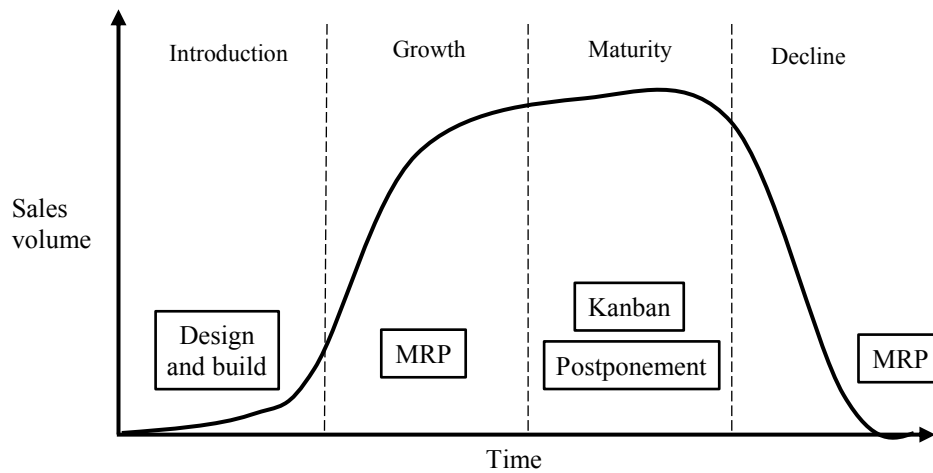 Introduction
Growth
Maturity
Decline
Sales
volume
Design
and build
MRP
Kanban
Postponement
MRP
Time